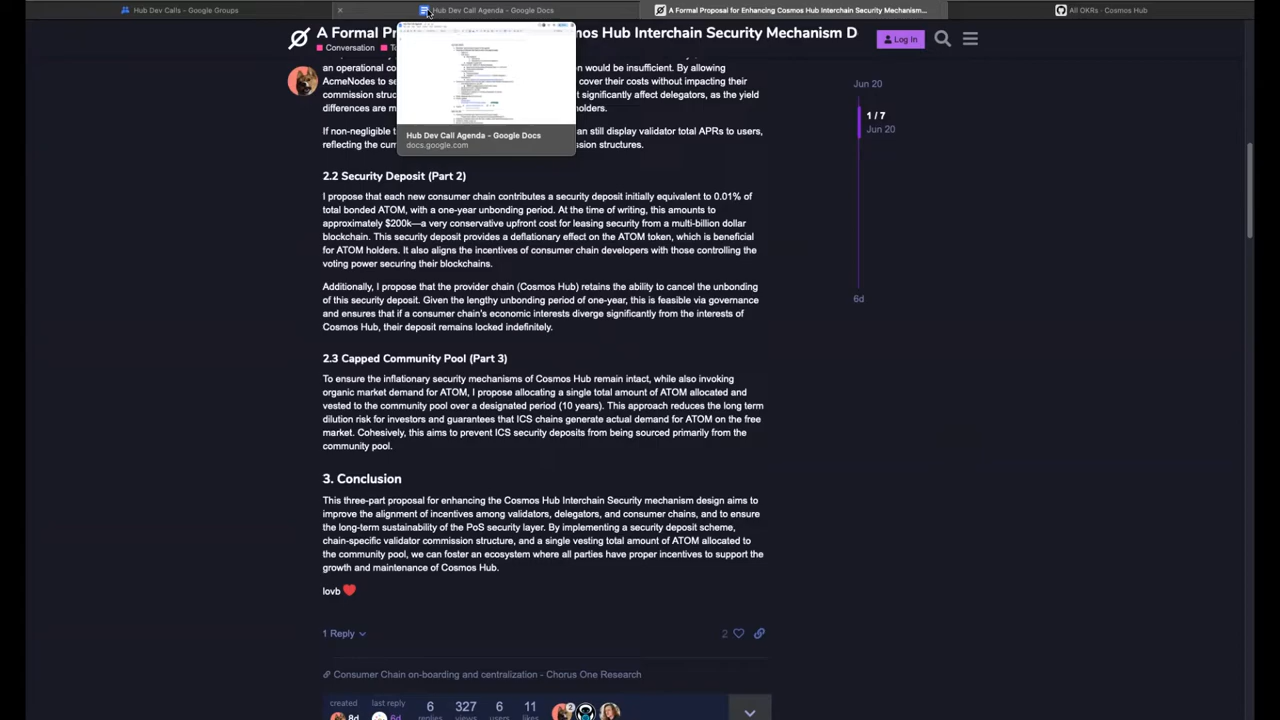 Hub Dev Calls - Google Groups
Hub Dev Call Agenda - Google Docs
A Formal Proposal for Enhancing Cosmos Hub Interchain Security Mechanism...
All OKRs · Cosmos Hub
A Formal Pr
Chain Security Mechanism D
Conversation
Log In
an operational co
would be insufficient. By allowing
AcmeNodes to s
cover their costs without impacting the
commission struc
t significantly affect delegators, as the
differences are m
holders.
If non-negligible t
an still display validator total APRs to users,
reflecting the cum
ssion structures.
Hub Dev Call Agenda - Google Docs
docs.google.com
Jun 20
1 / 7
Jun 20
6d
2.2 Security Deposit (Part 2)
I propose that each new consumer chain contributes a security deposit initially equivalent to 0.01% of
total bonded ATOM, with a one-year unbonding period. At the time of writing, this amounts to
approximately $200k—a very conservative upfront cost for leasing security from a multi-billion dollar
blockchain. This security deposit provides a deflationary effect on the ATOM token, which is beneficial
for ATOM holders. It also aligns the incentives of consumer chain developers with those controlling the
voting power securing their blockchains.
Additionally, I propose that the provider chain (Cosmos Hub) retains the ability to cancel the unbonding
of this security deposit. Given the lengthy unbonding period of one-year, this is feasible via governance
and ensures that if a consumer chain's economic interests diverge significantly from the interests of
Cosmos Hub, their deposit remains locked indefinitely.
2.3 Capped Community Pool (Part 3)
To ensure the inflationary security mechanisms of Cosmos Hub remain intact, while also invoking
organic market demand for ATOM, I propose allocating a single total amount of ATOM allocated and
vested to the community pool over a designated period (10 years). This approach reduces the long term
dilution risk for investors and guarantees that ICS chains generate actual demand for ATOM on the free
market. Cohesively, this aims to prevent ICS security deposits from being sourced primarily from the
community pool.
3. Conclusion
This three-part proposal for enhancing the Cosmos Hub Interchain Security mechanism design aims to
improve the alignment of incentives among validators, delegators, and consumer chains, and to ensure
the long-term sustainability of the PoS security layer. By implementing a security deposit scheme,
chain-specific validator commission structure, and a single vesting total amount of ATOM allocated to
the community pool, we can foster an ecosystem where all parties have proper incentives to support the
growth and maintenance of Cosmos Hub.
lovb ❤️
1 Reply
2
Consumer Chain on-boarding and centralization - Chorus One Research
created
last reply
6
327
6
11
8d
6d
replies
views
users
likes
2